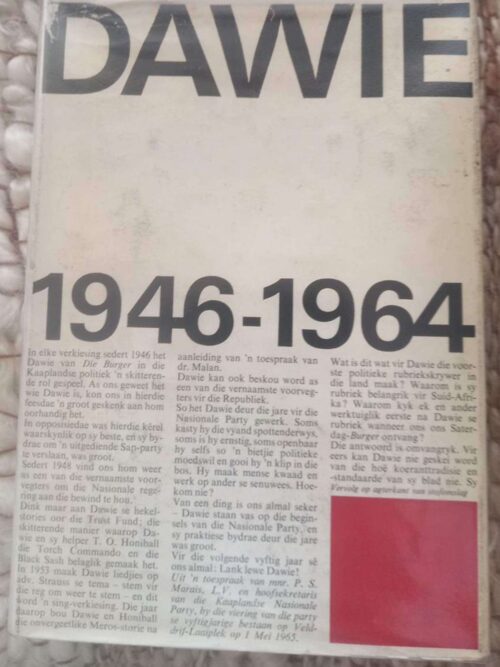 DAWIE
1946-1964
In elke verkiesing sedert 1946 het
Dawie van Die Burger in die
Kaaplandse politiek 'n skitteren-
de rol gespeel. As ons geweet het
wie Dawie is, kon ons in hierdie
feesdae 'n groot geskenk aan hom
oorhandig het.
In opposisiedae was hierdie kêrel
waarskynlik op sy beste, en sy by-
drae om 'n uitgediende Sap-party
te verslaan, was groot.
Sedert 1948 vind ons hom weer
as een van die vernaamste voor-
vegters om die Nasionale rege-
ring aan die bewind te hou.
Dink maar aan Dawie se hekel-
stories oor die Trust Fund; die
skitterende manier waarop Da-
wie en sy helper T. O. Honiball
die Torch Commando en die
Black Sash belaglik gemaak het.
In 1953 maak Dawie liedjies op
adv. Strauss se tema – stem vir
die reg om weer te stem – en dit
word 'n sing-verkiesing. Die jaar
daarop bou Dawie en Honiball
die onvergeetlike Meros-storie na
aanleiding van 'n toespraak van
dr. Malan.
Dawie kan ook beskou word as
een van die vernaamste voorveg-
ters vir die Republiek.
So het Dawie deur die jare vir die
Nasionale Party gewerk. Soms
kasty hy die vyand spottenderwys,
soms is hy ernstig, soms openbaar
hy selfs so 'n bietjie politieke
moedswil en gooi hy 'n klip in die
bos. Hy maak mense kwaad en
werk op ander se senuwees. Hoe-
kom nie?
Van een ding is ons almal seker
– Dawie staan vas op die begin-
sels van die Nasionale Party, en
sy praktiese bydrae deur die jare
was groot.
Vir die volgende vyftig jaar sê
ons almal: Lank lewe Dawie!
Uit 'n toespraak van mnr. P. S.
Marais, L.V. en hoofsekretaris
van die Kaaplandse Nasionale
Party, by die viering van die party
se vyftigjarige bestaan op Veld-
drif-Laaiplek op 1 Mei 1965.
Wat is dit wat vir Dawie die voor-
ste politieke rubriekskrywer in
die land maak? Waarom is sy
rubriek belangrik vir Suid-Afri-
ka? Waarom kyk ek en ander
werktuiglik eerste na Dawie se
rubriek wanneer ons ons Sater-
dag-Burger ontvang?
Die antwoord is omvangryk. Vir
eers kan Dawie nie geskei word
van die hoë koeranttradisie en
-standaarde van sy blad nie. Sy
Vervolg op agterkant van stofomslag